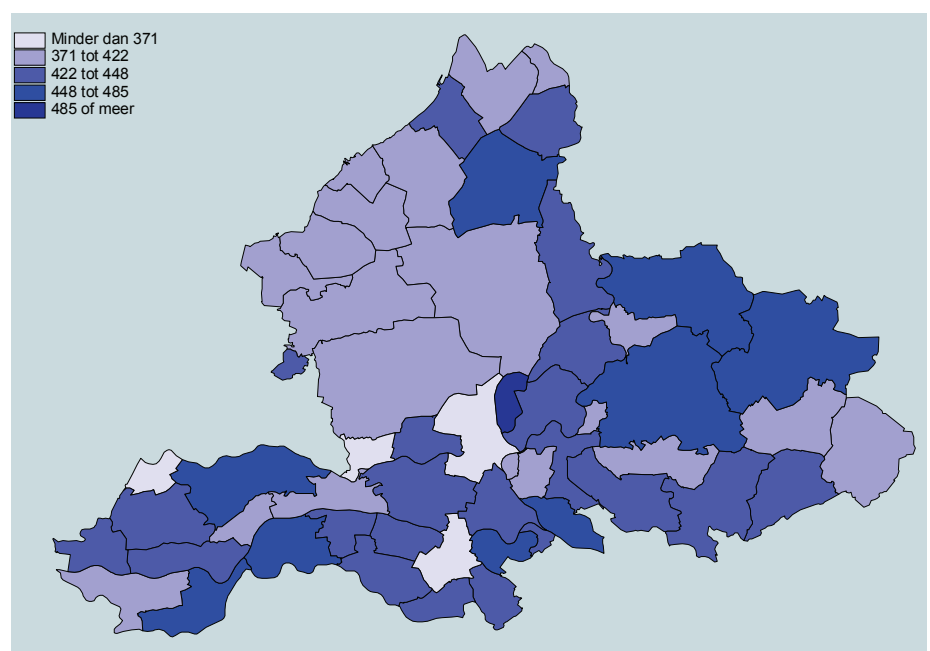 Minder dan 371
371 tot 422
422 tot 448
448 tot 485
485 of meer